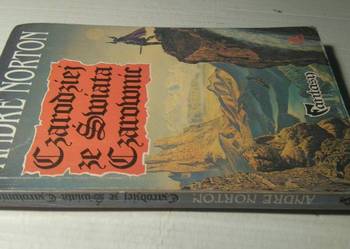 ANDRE NORTON
Czarodziej
ze Świata
Czarownic
Fantasy
ANDRE NORTON Czarodziej ze Świata Czarownic